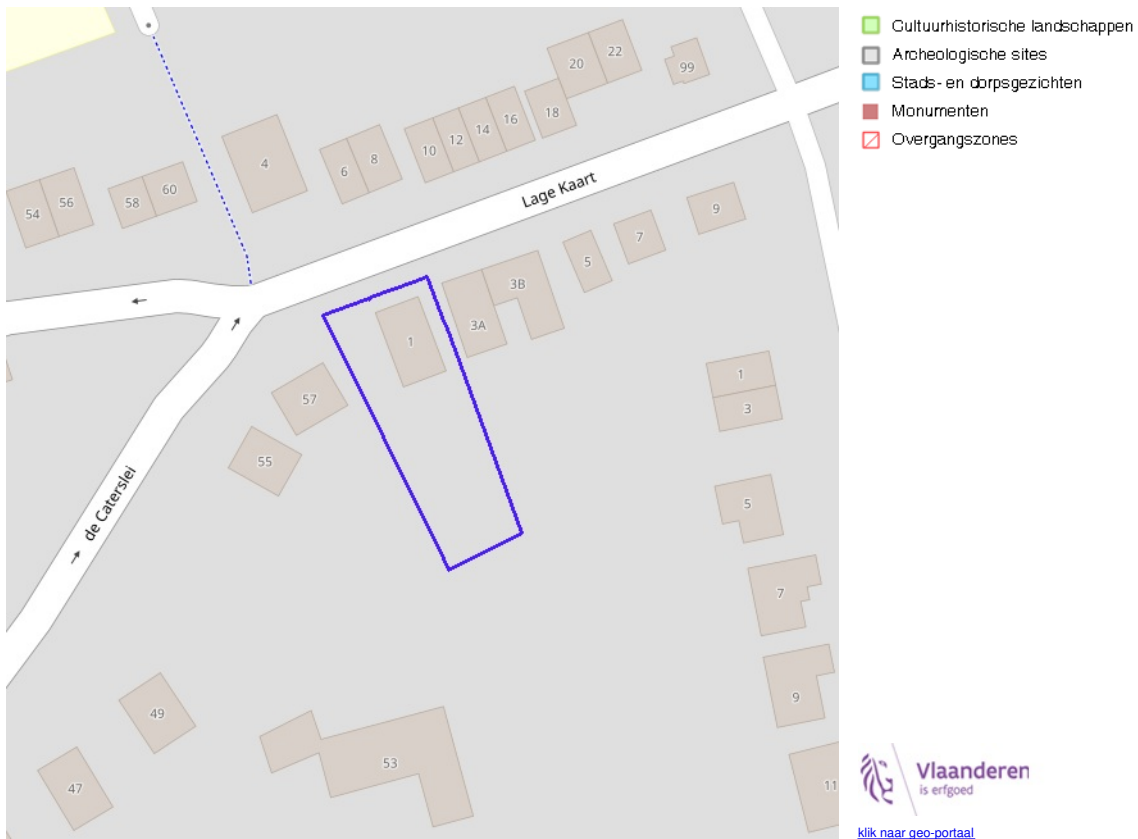 Cultuurhistorische landschappen
Archeologische sites
Stads- en dorpsgezichten
Monumenten
Overgangszones
20
22
99
18
16
14
12
10
8
6
4
60
58
56
54
Lage Kaart
9
7
5
3B
3A
1
57
55
de Caterslei
1
3
5
7
9
11
49
47
53
Vlaanderen
is erfgoed
klik naar geo-portaal